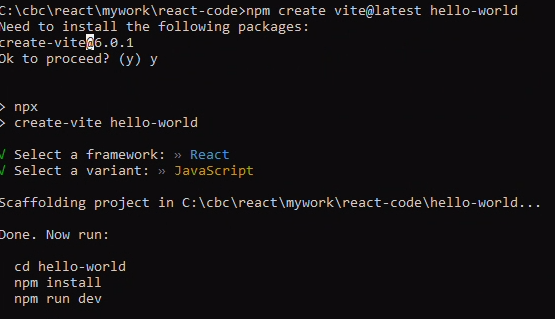 C:\cbc\react\mywork\react-code>npm create vite@latest hello-world
Need to install the following packages:
create-vite@6.0.1
Ok to proceed? (y) y
> npx
> create-vite hello-world
√ Select a framework: » React
√ Select a variant: » JavaScript
Scaffolding project in C:\cbc\react\mywork\react-code\hello-world...
Done. Now run:
cd hello-world
npm install
npm run dev